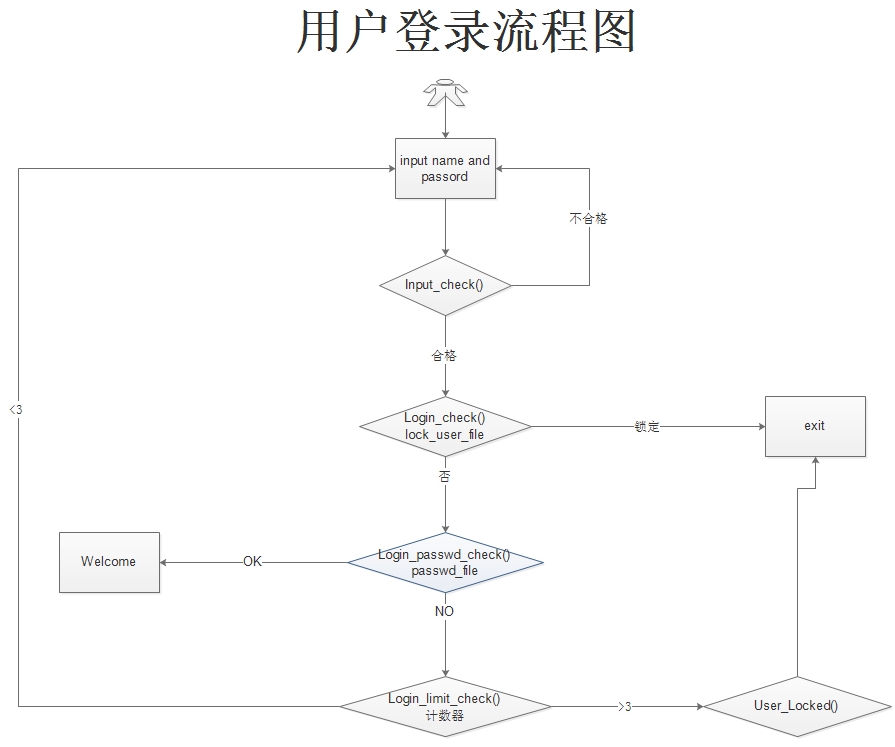 用户登录流程图
input name and
passord
不合格
Input_check()
合格
<3
Login_check()
lock_user_file
锁定
exit
否
Welcome
OK
Login_passwd_check()
passwd_file
NO
Login_limit_check()
计数器
>3
User_Locked()